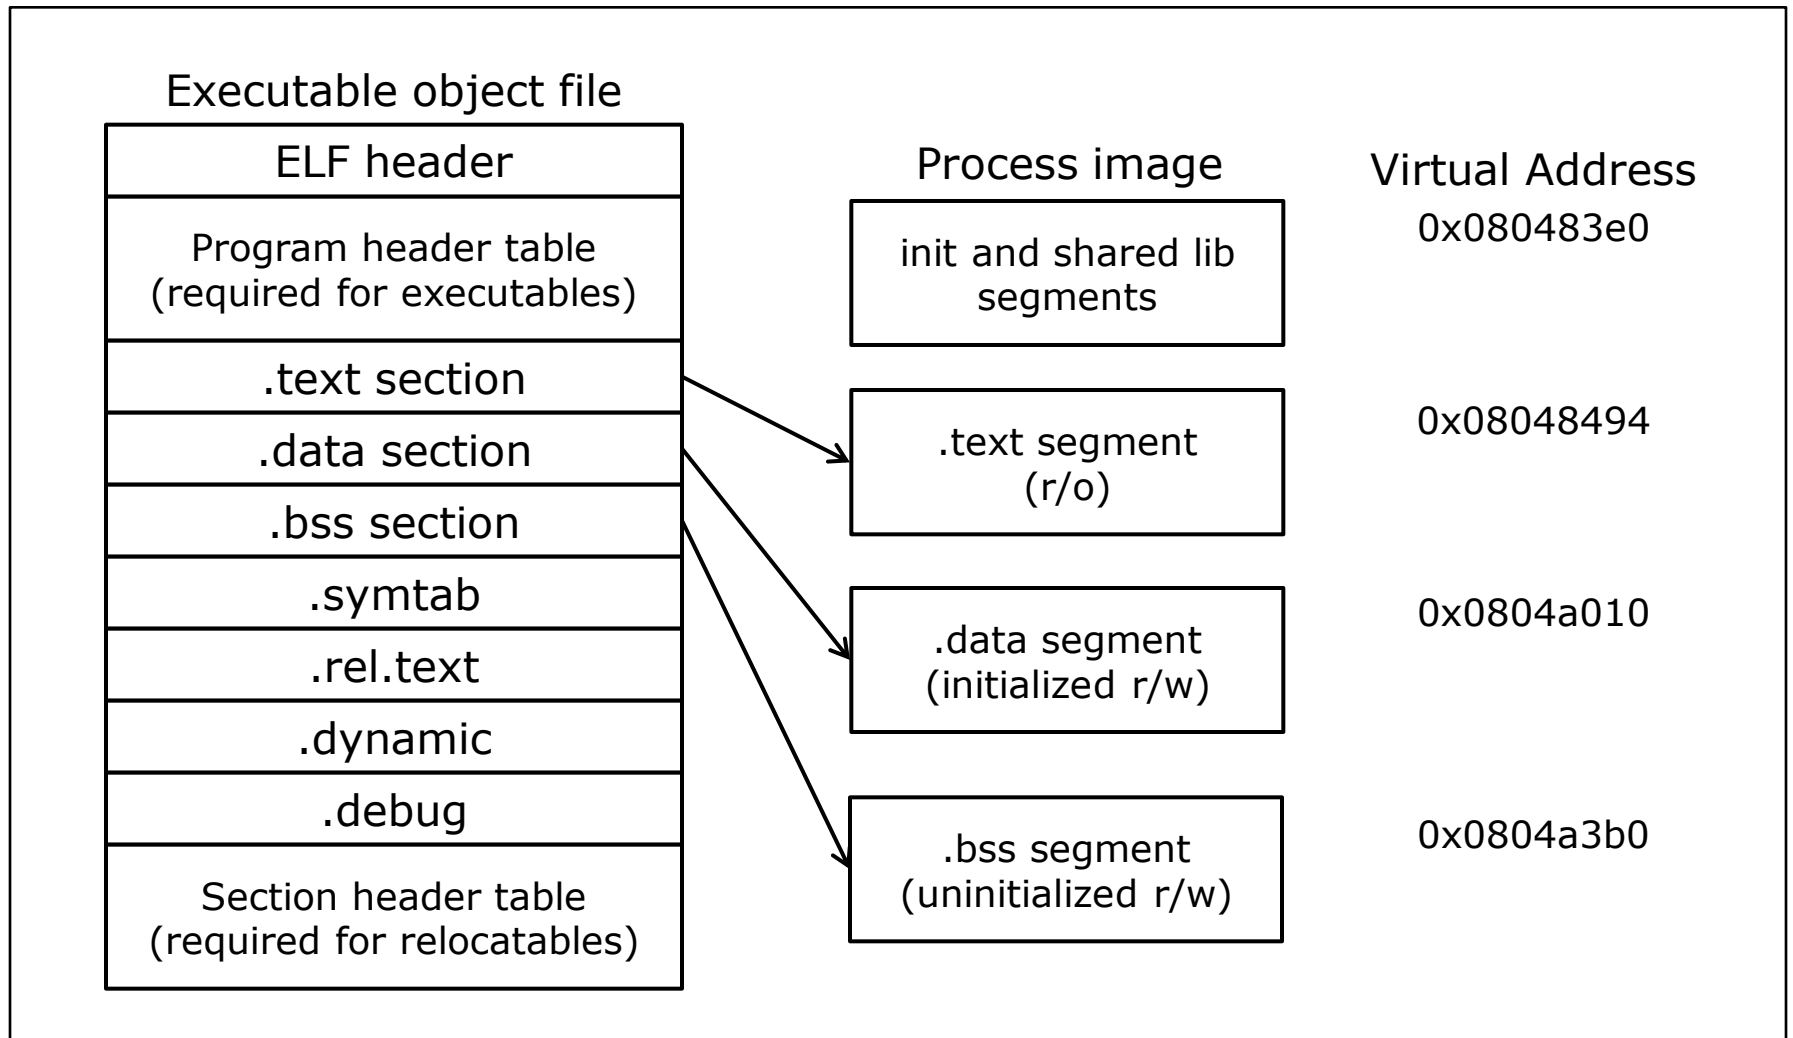 Executable object file
ELF header
Program header table
(required for executables)
.text section
.data section
.bss section
.symtab
.rel.text
.dynamic
.debug
Section header table
(required for relocatables)
Process image
init and shared lib
segments
.text segment
(r/o)
.data segment
(initialized r/w)
.bss segment
(uninitialized r/w)
Virtual Address
0x080483e0
0x08048494
0x0804a010
0x0804a3b0